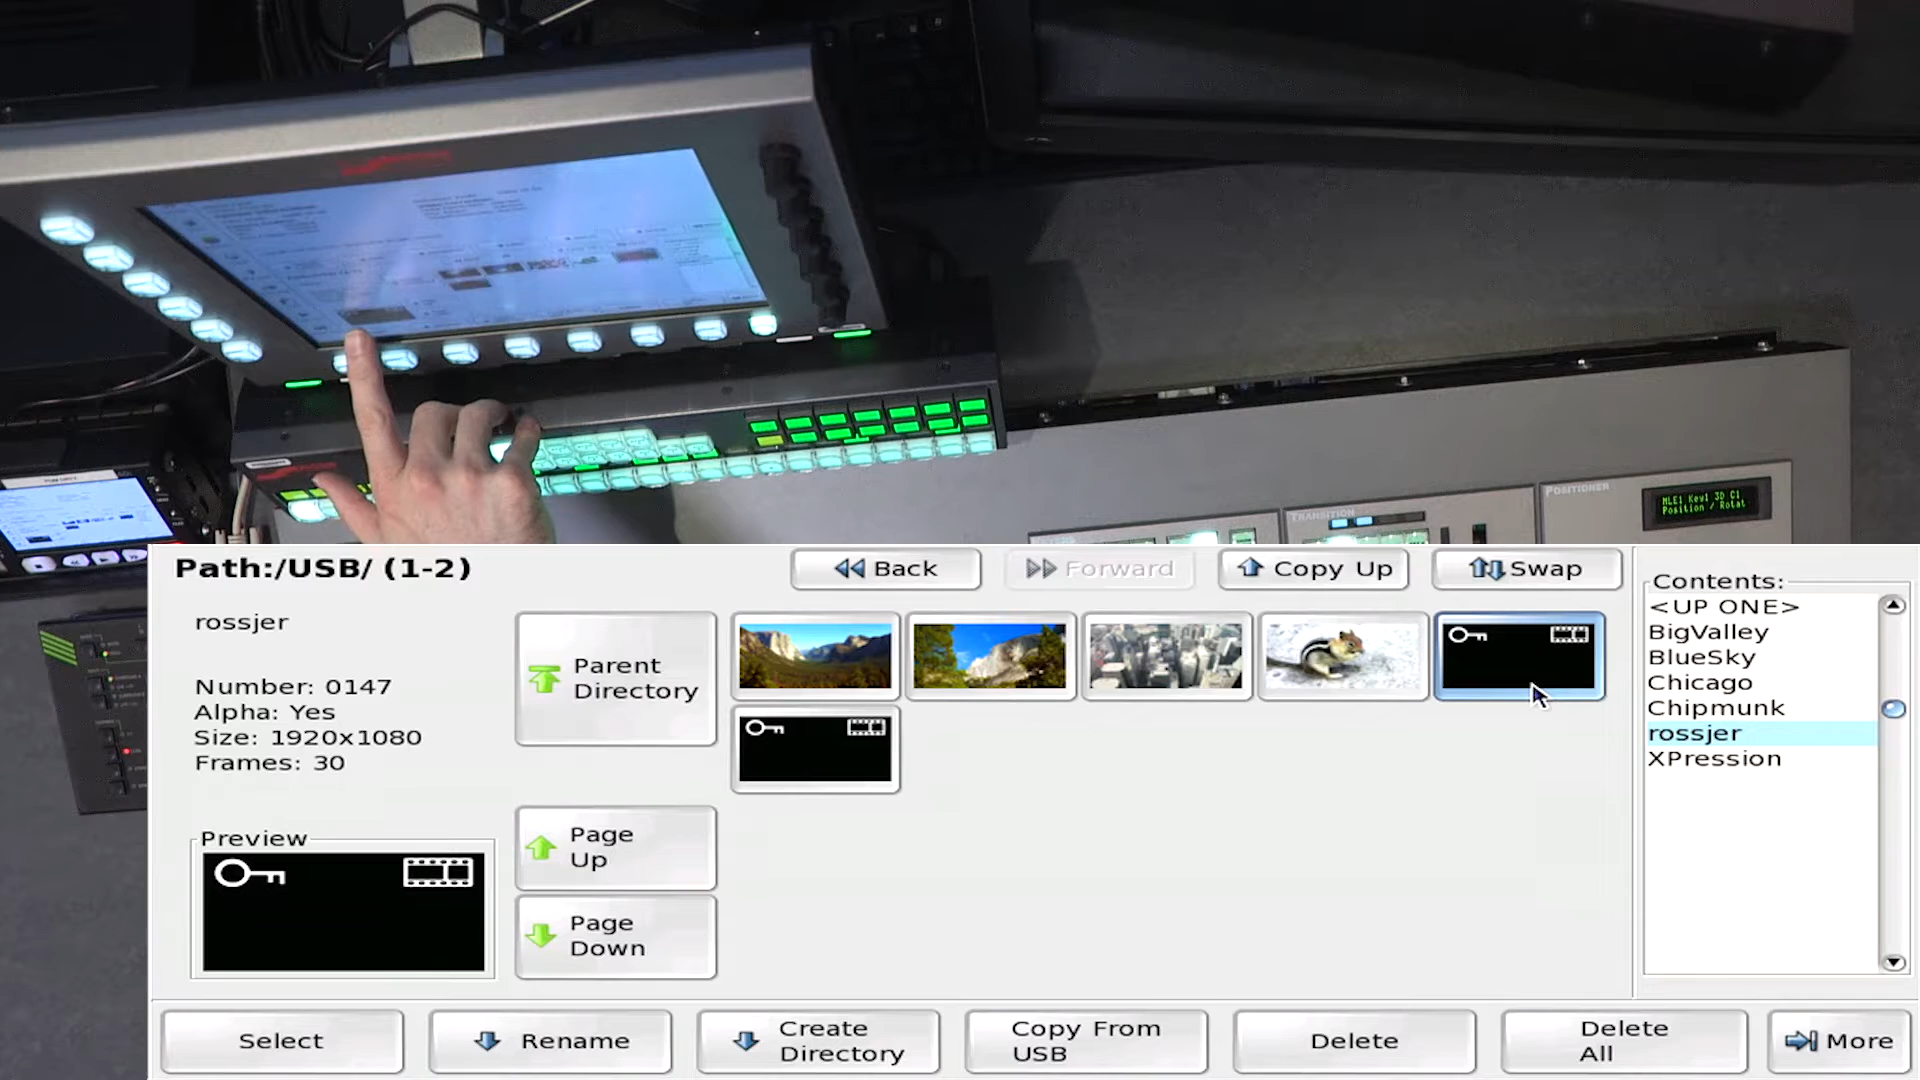 TRANSITION
POSITIONER
MLE1 Key1 3D C1
Position / Rotat
Path:/USB/ (1-2)
Back
Forward
Copy Up
Swap
rossjer
Number: 0147
Alpha: Yes
Size: 1920x1080
Frames: 30
Parent
Directory
Preview
Page
Up
Page
Down
Contents:
<UP ONE>
BigValley
BlueSky
Chicago
Chipmunk
rossjer
XPression
Select
Rename
Create
Directory
Copy From
USB
Delete
Delete
All
More